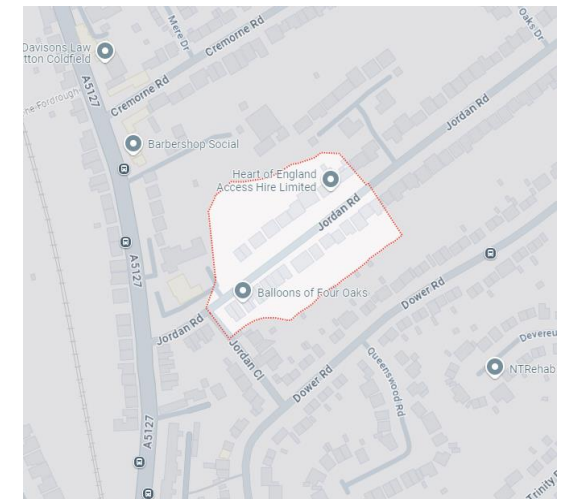 Davisons Law
tton Coldfield
Mere Dr
Cremorne Rd
Oaks Dr
A5127
Cremorne Rd
Barbershop Social
Jordan Rd
Heart of England
Access Hire Limited
Jordan Rd
A5127
Balloons of Four Oaks
Dower Rd
Jordan Rd
Jordan Cl
Devereu
Queenswood Rd
NTRehab
Dower Rd
A5127
Trinity